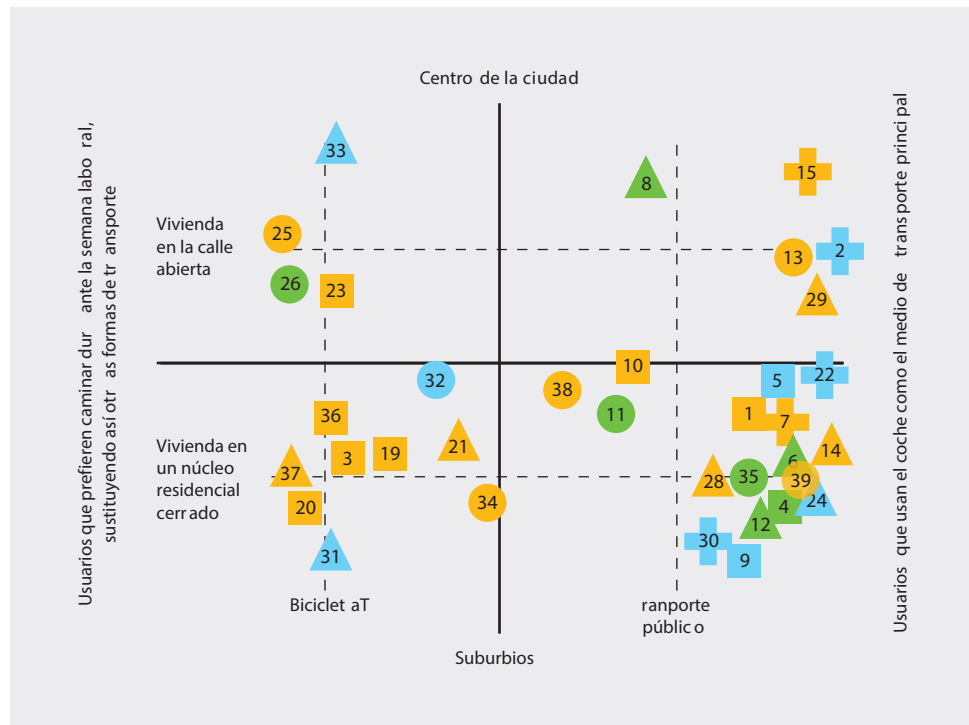 Centro de la ciudad
Usuarios que prefieren caminar dur ante la semana labo ral,
sustituyendo así otr as formas de tr ansporte
Usuarios que usan el coche como el medio de transporte princi pal
33
8
15
Vivienda
en la calle
abierta
25
13
2
26
23
29
10
32
38
5
22
36
11
1
7
Vivienda en
un núcleo
residencial
cerr ado
37
3
19
21
28
35
6
39
14
20
34
4
24
12
31
30
9
Biciclet aT
ranporte
públic o
Suburbios